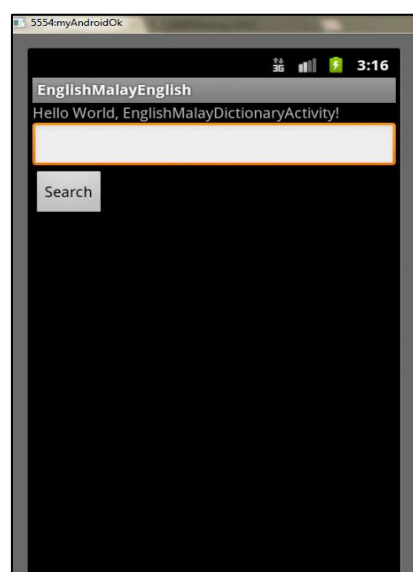 5554:myAndroidOk
3G 3:16
EnglishMalayEnglish
Hello World, EnglishMalayDictionaryActivity!
Search